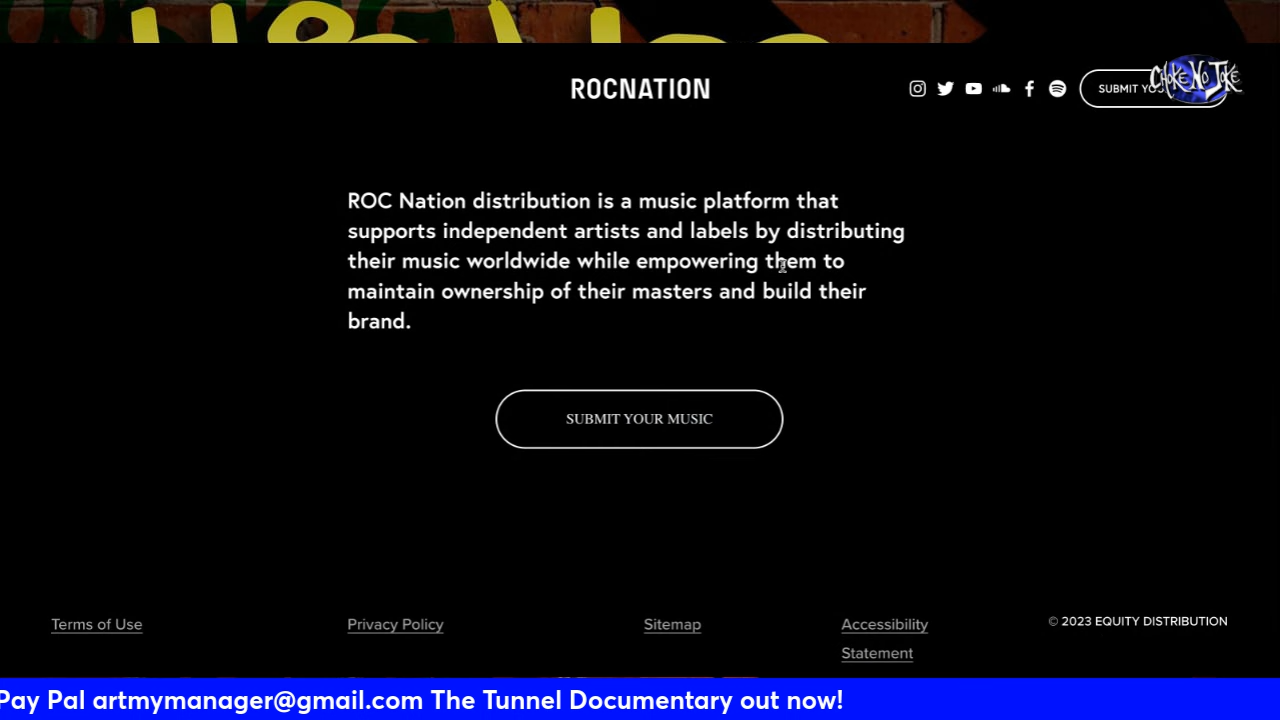 ROCNATION
SUBMIT YOU
CHOKE NO JOKE
ROC Nation distribution is a music platform that
supports independent artists and labels by distributing
their music worldwide while empowering them to
maintain ownership of their masters and build their
brand.
SUBMIT YOUR MUSIC
Terms of Use
Privacy Policy
Sitemap
Accessibility
Statement
© 2023 EQUITY DISTRIBUTION
Pay Pal artmymanager@gmail.com The Tunnel Documentary out now!